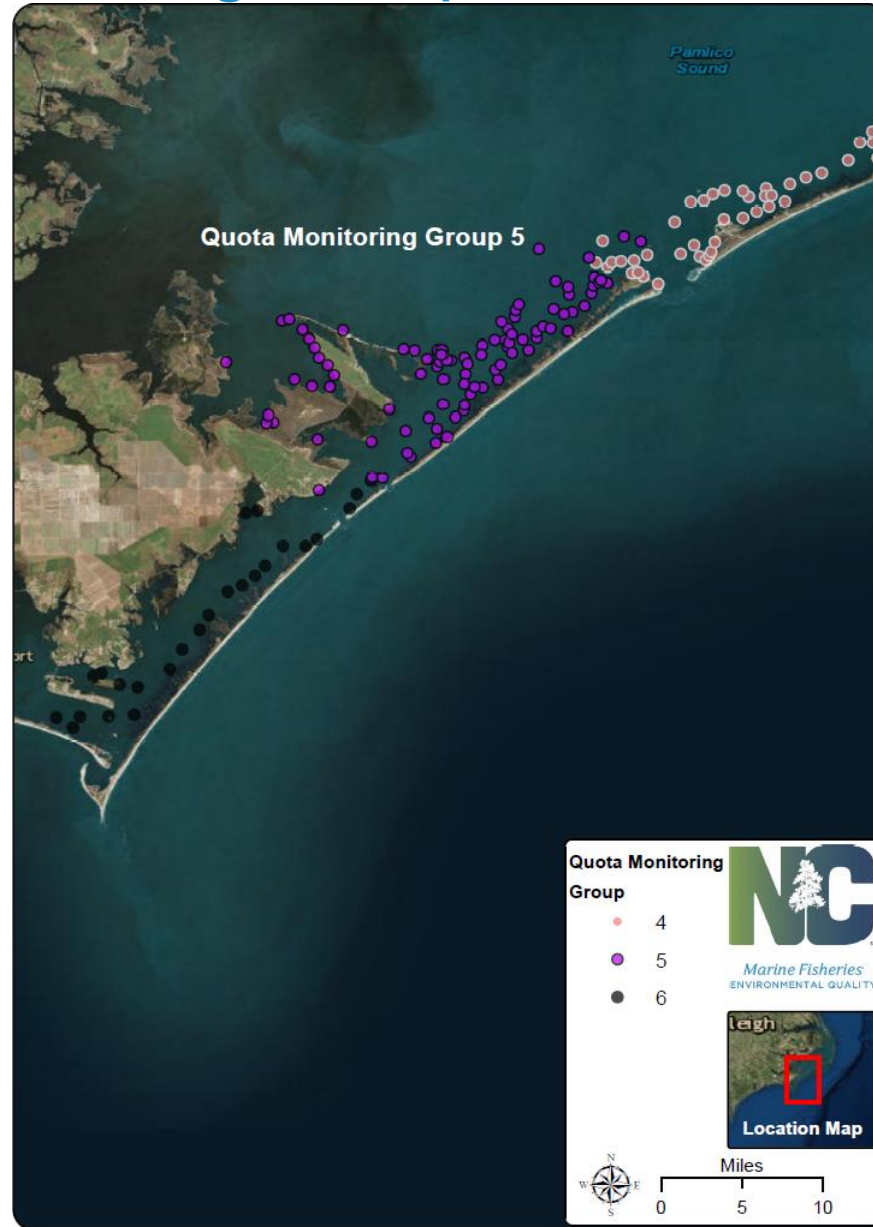 Pamlico
Sound
Quota Monitoring Group 5
ort
Quota Monitoring
Group
4
5
6
NC
Marine Fisheries
ENVIRONMENTAL QUALITY
leigh
Location Map
N
W E
S
Miles
0 5 10